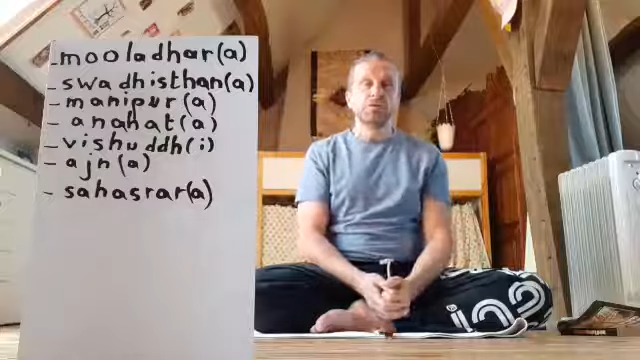 - mooladhar(a)
- swadhisthan(a)
- manipur(a)
- anahat(a)
- vishuddh(i)
- ajn(a)
- sahasrar(a)